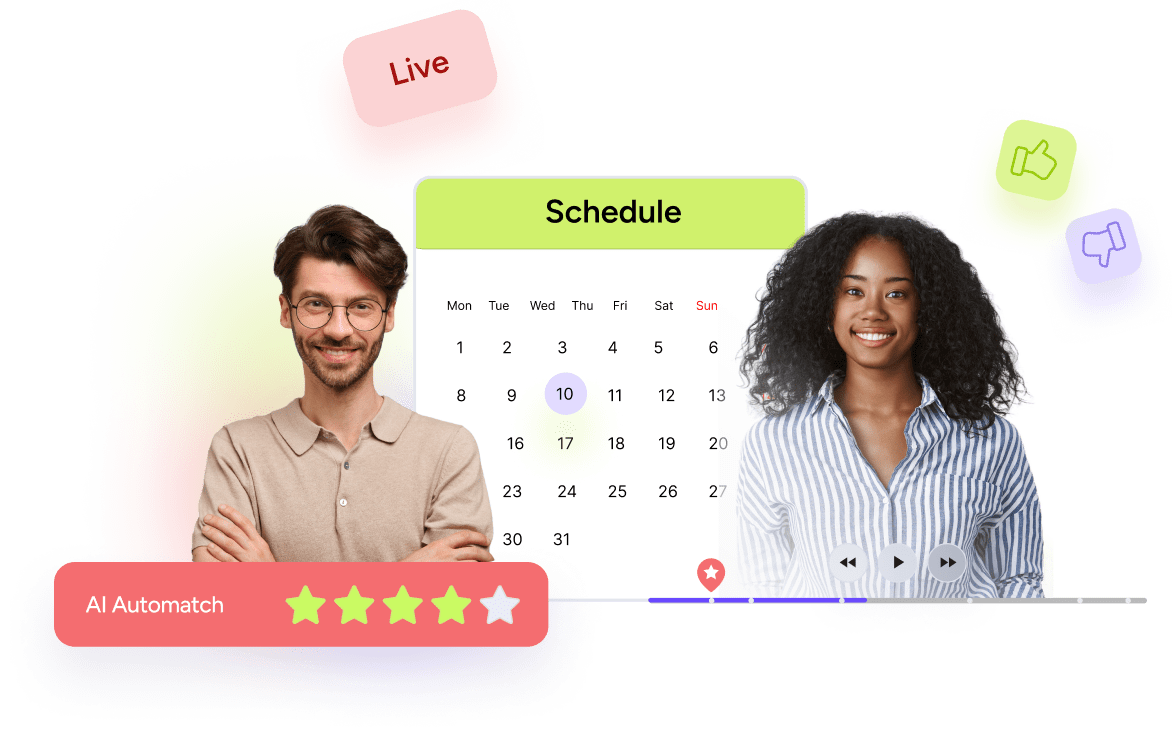 Live
Schedule
Mon Tue Wed Thu Fri Sat Sun
1 2 3 4 5 6
8 9 10 11 12 13
16 17 18 19 20
23 24 25 26 27
30 31
AI Automatch